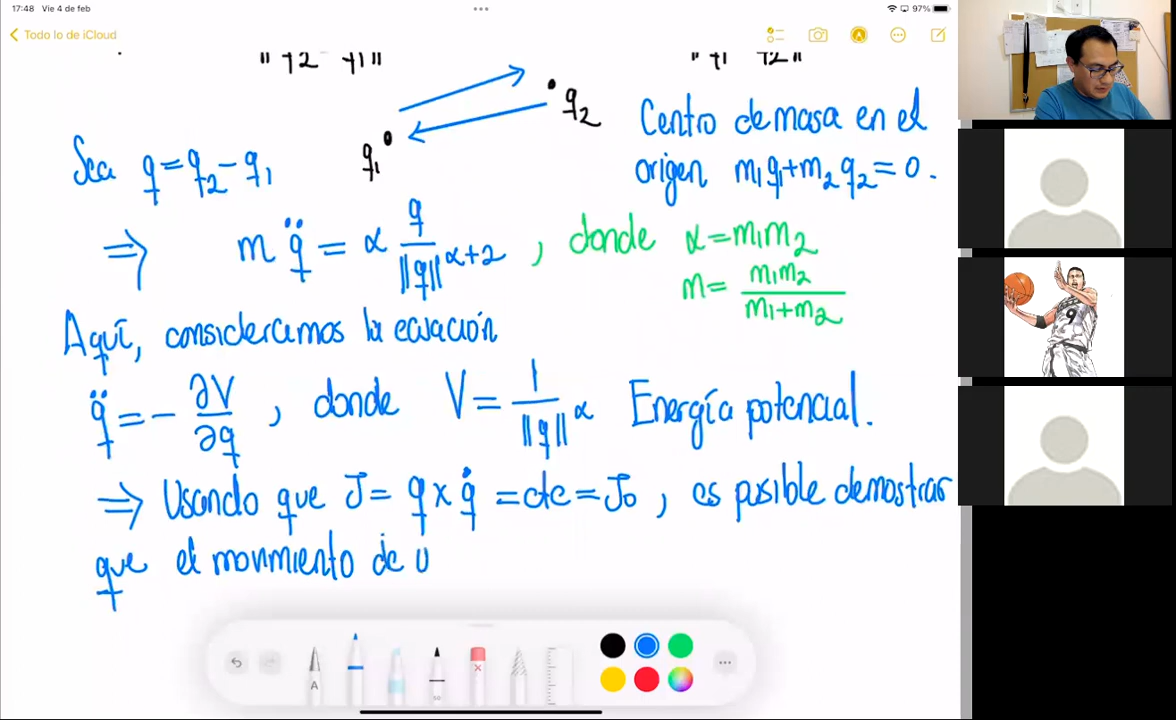 17:48 Vie 4 de feb
97%
Todo lo de iCloud
q₂
q₁
Centro de masa en el
origen m₁q₁+m₂q₂=0.
Sea q=q₂-q₁
⇒ m q̈ = α q/||q||^(α+2) , donde α=m₁m₂
m= m₁m₂/(m₁+m₂)
Aquí, consideramos la ecuación
q̈=-∂V/∂q , donde V=1/||q||^α Energía potencial.
⇒ Usando que J= q×q̇ =cte=J₀ , es posible demostrar
que el movimiento de
A
50
9